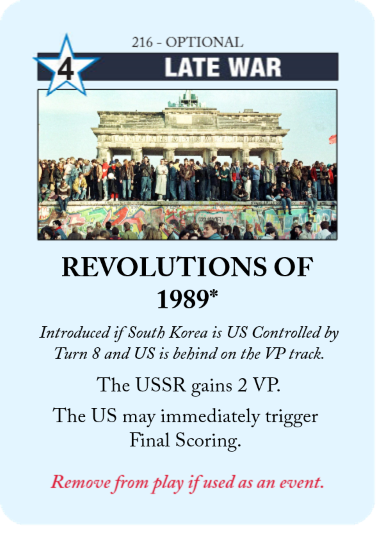 216 - OPTIONAL
4 LATE WAR
REVOLUTIONS OF
1989*
Introduced if South Korea is US Controlled by
Turn 8 and US is behind on the VP track.
The USSR gains 2 VP.
The US may immediately trigger
Final Scoring.
Remove from play if used as an event.